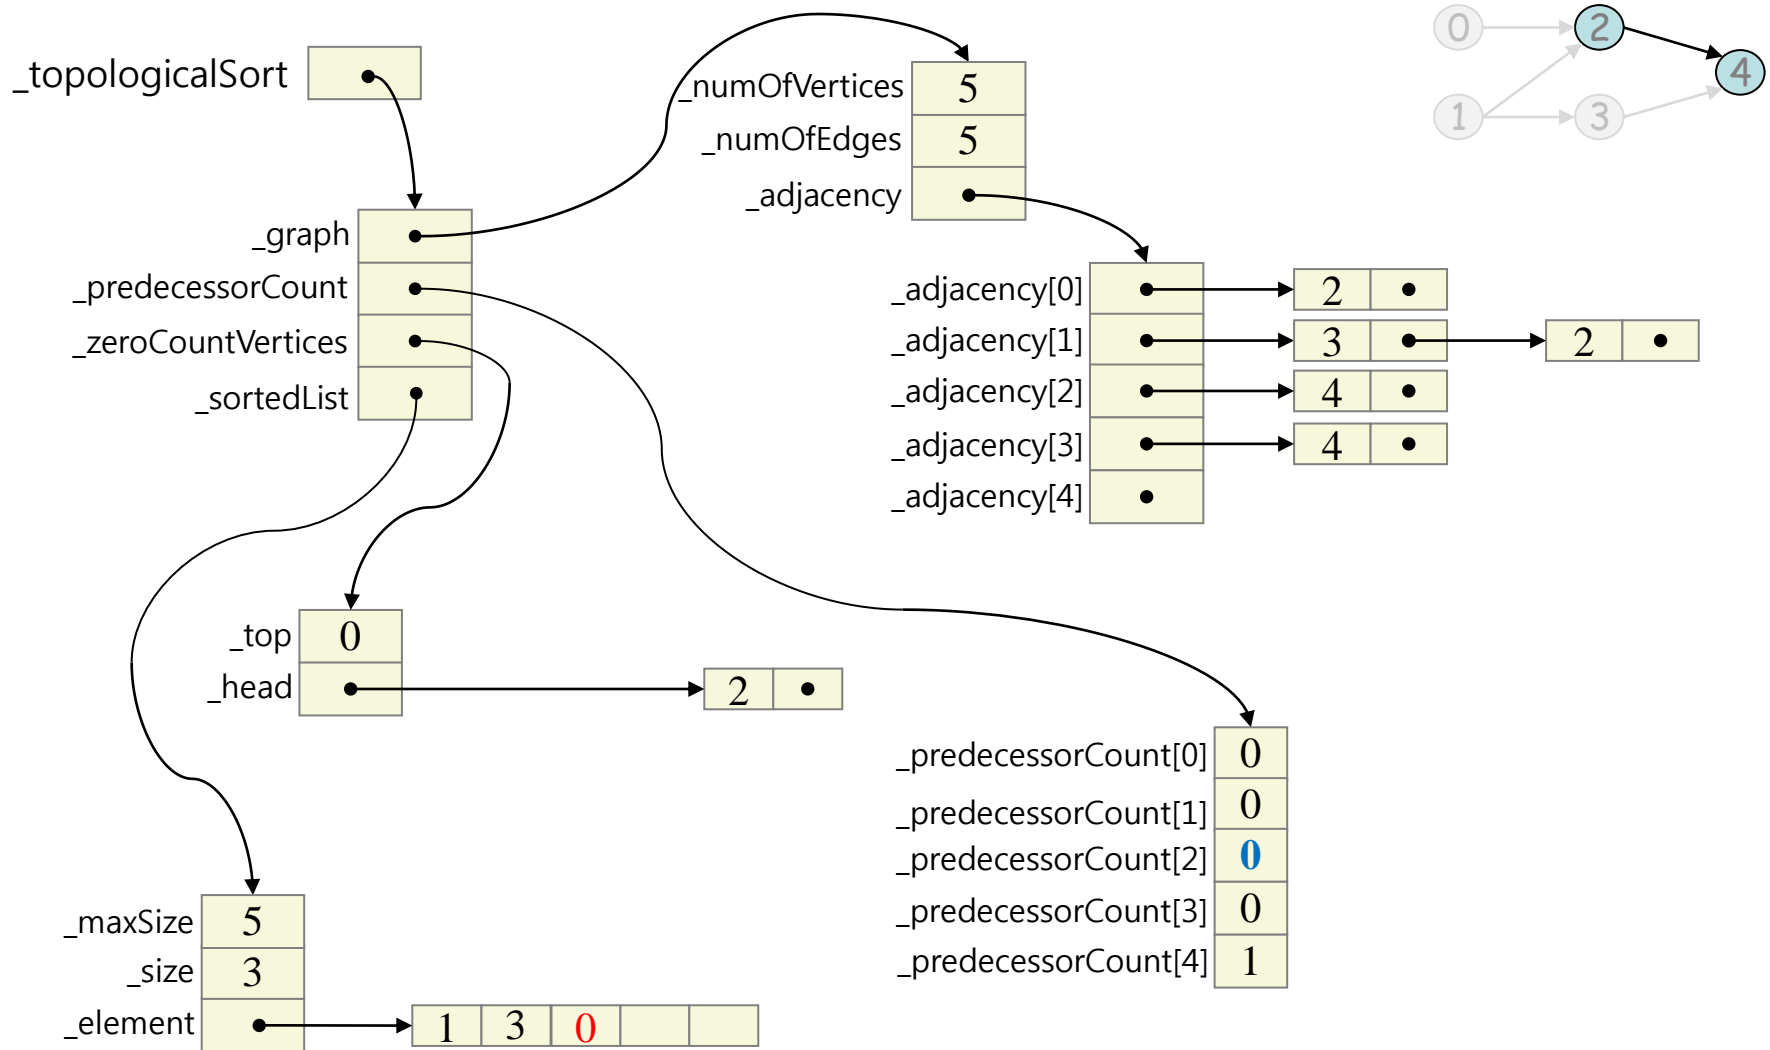 _topologicalSort
_graph
_predecessorCount
_zeroCountVertices
_sortedList
_numOfVertices 5
_numOfEdges 5
_adjacency
0 2
4
1 3
_adjacency[0] 2
_adjacency[1] 3 2
_adjacency[2] 4
_adjacency[3] 4
_adjacency[4]
_top 0
_head 2
_predecessorCount[0] 0
_predecessorCount[1] 0
_predecessorCount[2] 0
_predecessorCount[3] 0
_predecessorCount[4] 1
_maxSize 5
_size 3
_element 1 3 0